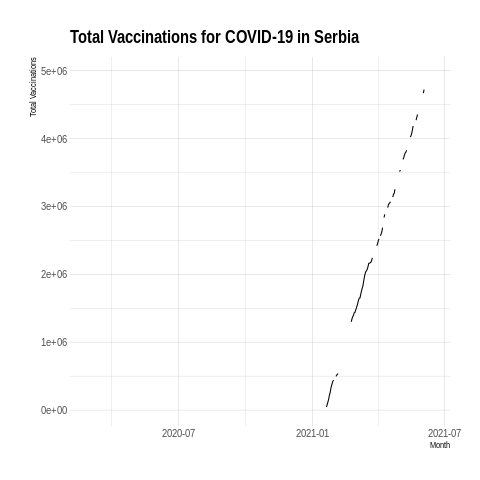 Total Vaccinations for COVID-19 in Serbia
Total Vaccinations
5e+06
4e+06
3e+06
2e+06
1e+06
0e+00
2020-07
2021-01
2021-07
Month